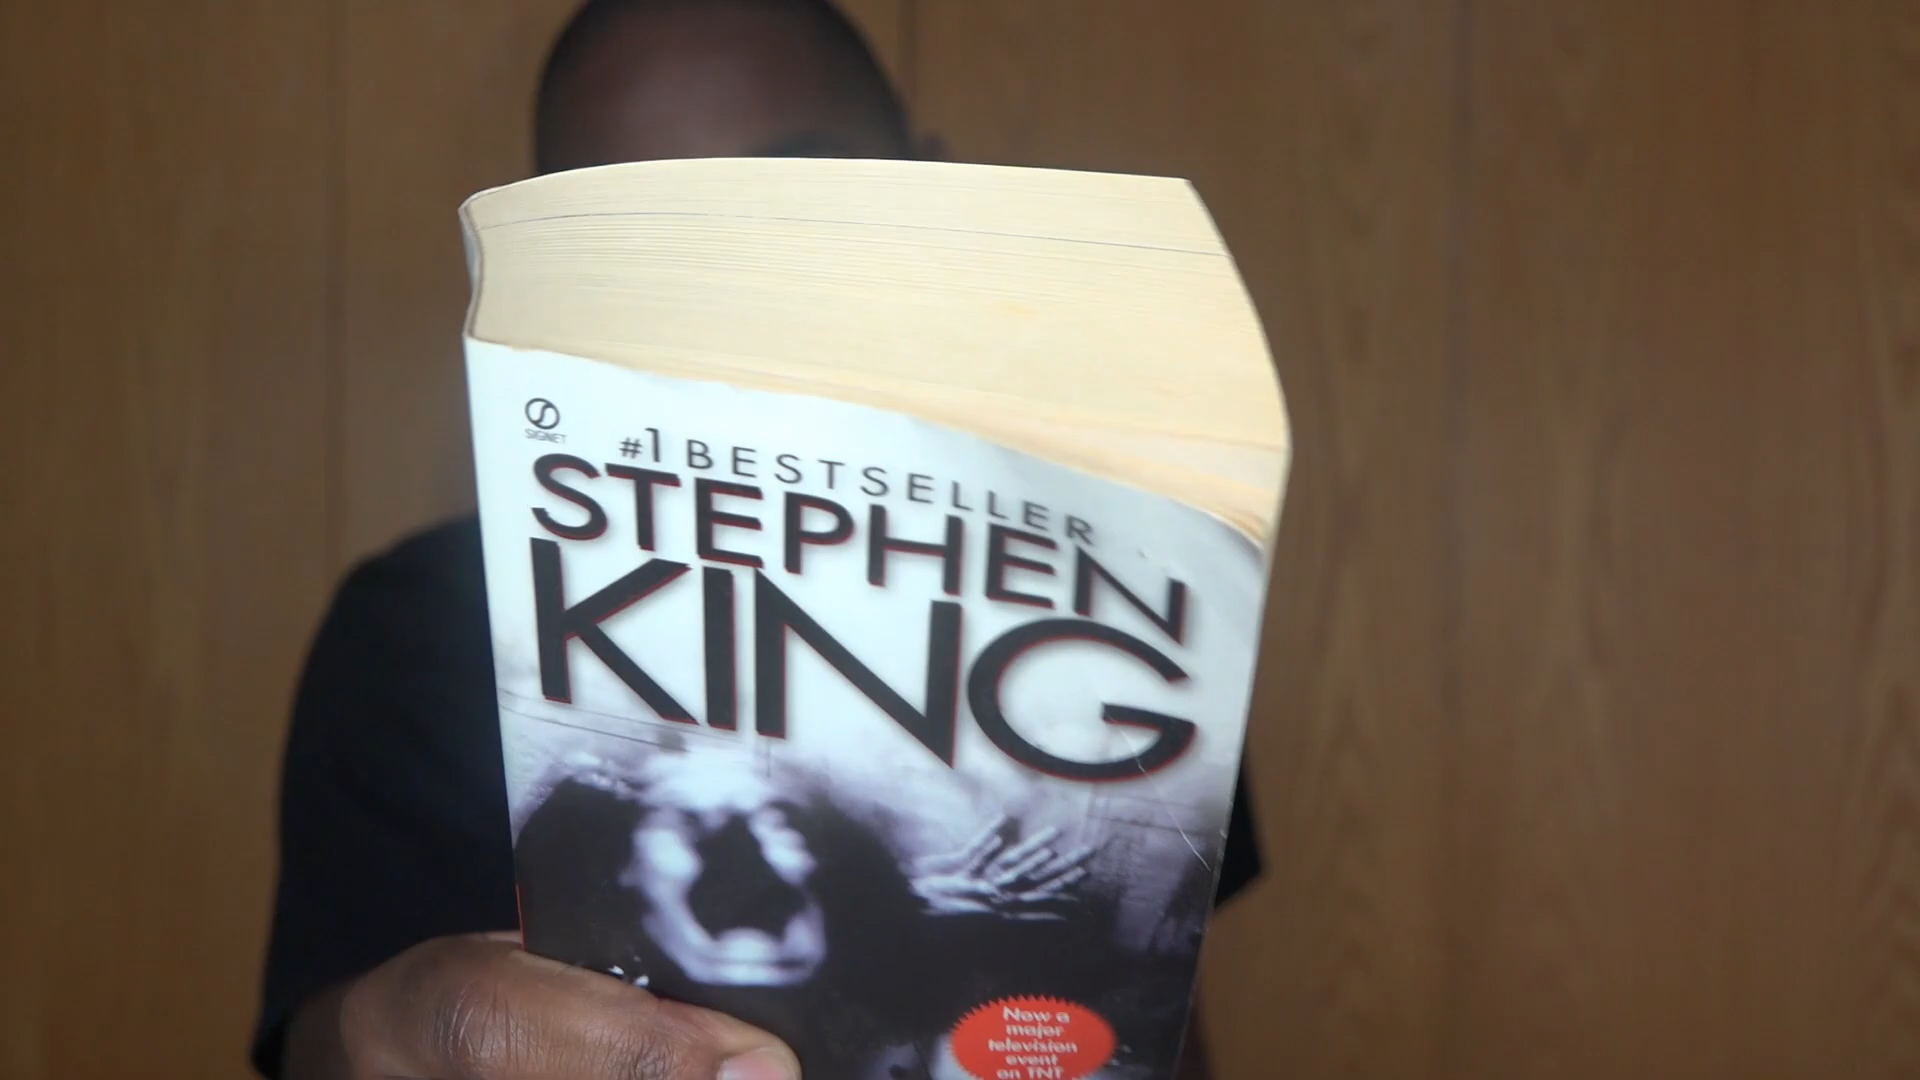 SIGNET
#1 BESTSELLER
STEPHEN
KING
Now a
major
television
event
on TNT